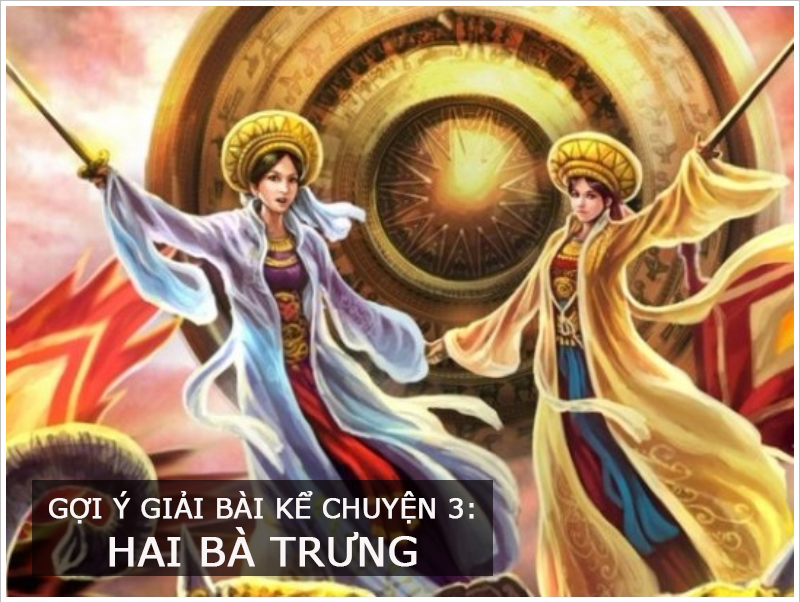 GỢI Ý GIẢI BÀI KỂ CHUYỆN 3:
HAI BÀ TRƯNG